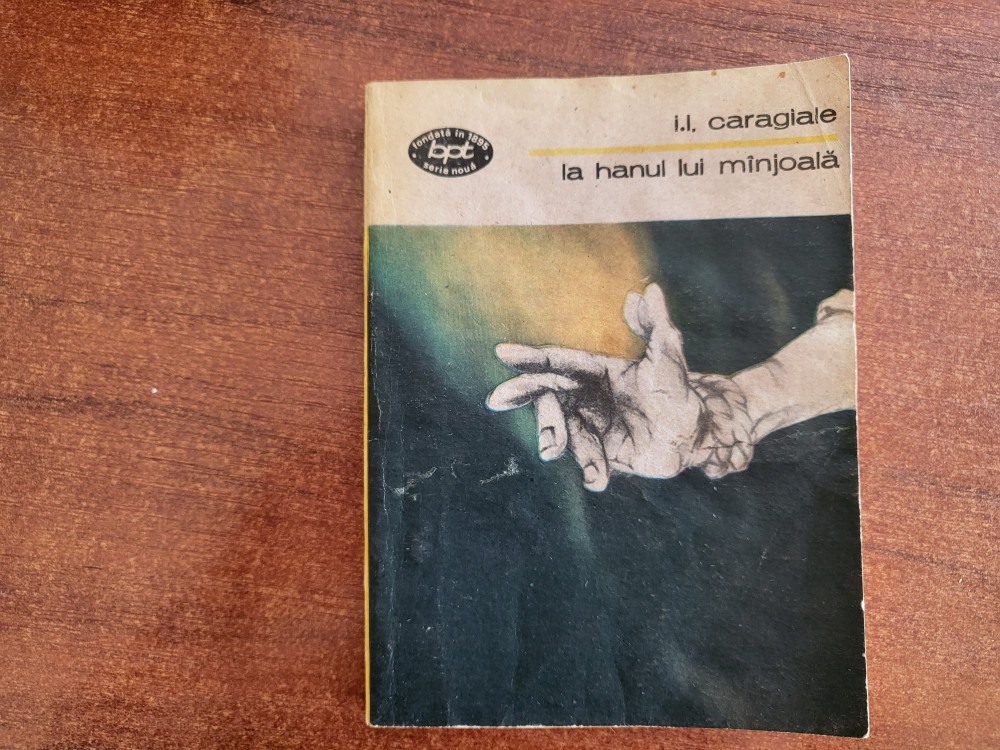 fondată în 1895
bpt
serie nouă
i.l. caragiale
la hanul lui mînjoală